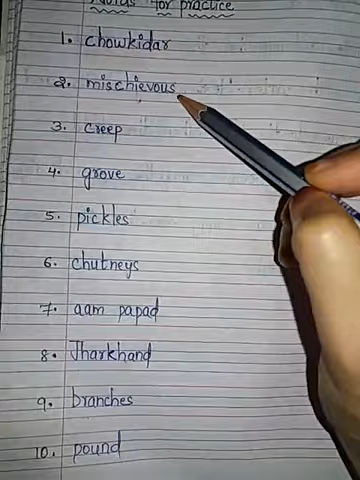 Words for practice
1. chowkidar
2. mischievous
3. creep
4. grove
5. pickles
6. chutneys
7. aam papad
8. Jharkhand
9. branches
10. pound